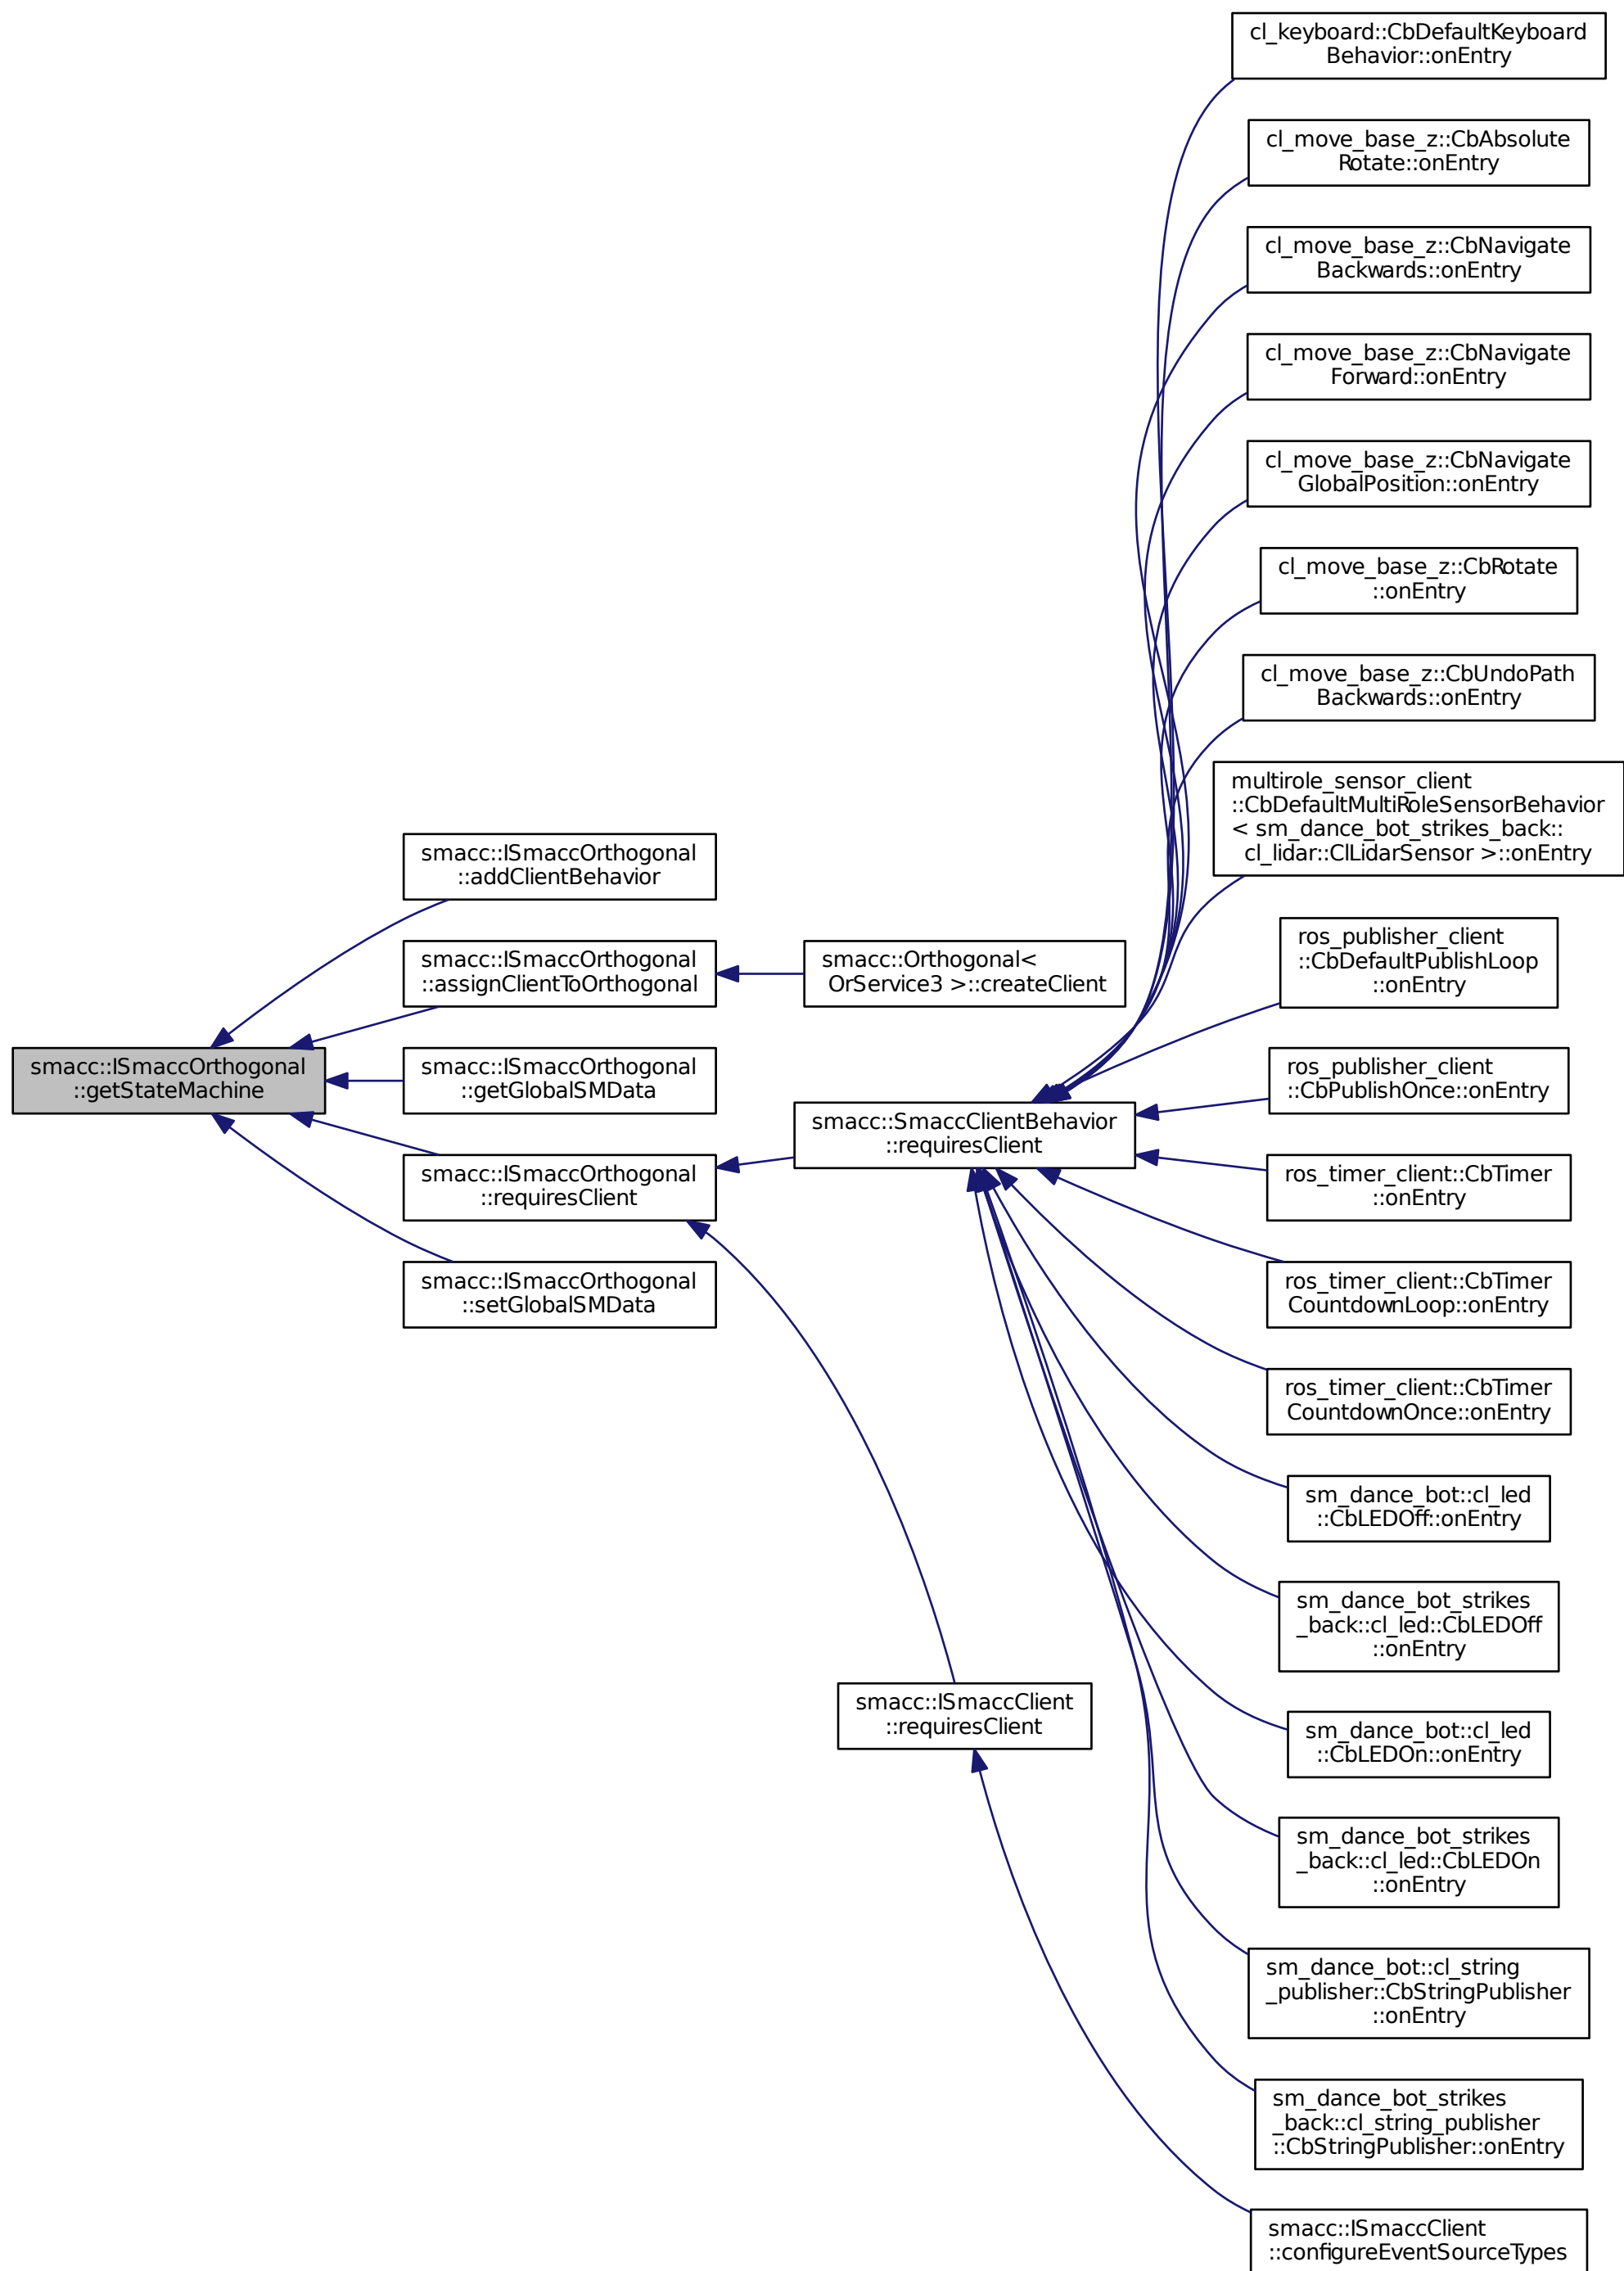 smacc::ISmaccOrthogonal
::getStateMachine
smacc::ISmaccOrthogonal
::addClientBehavior
smacc::ISmaccOrthogonal
::assignClientToOrthogonal
smacc::ISmaccOrthogonal
::getGlobalSMData
smacc::ISmaccOrthogonal
::requiresClient
smacc::ISmaccOrthogonal
::setGlobalSMData
smacc::Orthogonal<
OrService3 >::createClient
smacc::SmaccClientBehavior
::requiresClient
smacc::ISmaccClient
::requiresClient
cl_keyboard::CbDefaultKeyboard
Behavior::onEntry
cl_move_base_z::CbAbsolute
Rotate::onEntry
cl_move_base_z::CbNavigate
Backwards::onEntry
cl_move_base_z::CbNavigate
Forward::onEntry
cl_move_base_z::CbNavigate
GlobalPosition::onEntry
cl_move_base_z::CbRotate
::onEntry
cl_move_base_z::CbUndoPath
Backwards::onEntry
multirole_sensor_client
::CbDefaultMultiRoleSensorBehavior
< sm_dance_bot_strikes_back::
cl_lidar::ClLidarSensor >::onEntry
ros_publisher_client
::CbDefaultPublishLoop
::onEntry
ros_publisher_client
::CbPublishOnce::onEntry
ros_timer_client::CbTimer
::onEntry
ros_timer_client::CbTimer
CountdownLoop::onEntry
ros_timer_client::CbTimer
CountdownOnce::onEntry
sm_dance_bot::cl_led
::CbLEDOff::onEntry
sm_dance_bot_strikes
_back::cl_led::CbLEDOff
::onEntry
sm_dance_bot::cl_led
::CbLEDOn::onEntry
sm_dance_bot_strikes
_back::cl_led::CbLEDOn
::onEntry
sm_dance_bot::cl_string
_publisher::CbStringPublisher
::onEntry
sm_dance_bot_strikes
_back::cl_string_publisher
::CbStringPublisher::onEntry
smacc::ISmaccClient
::configureEventSourceTypes